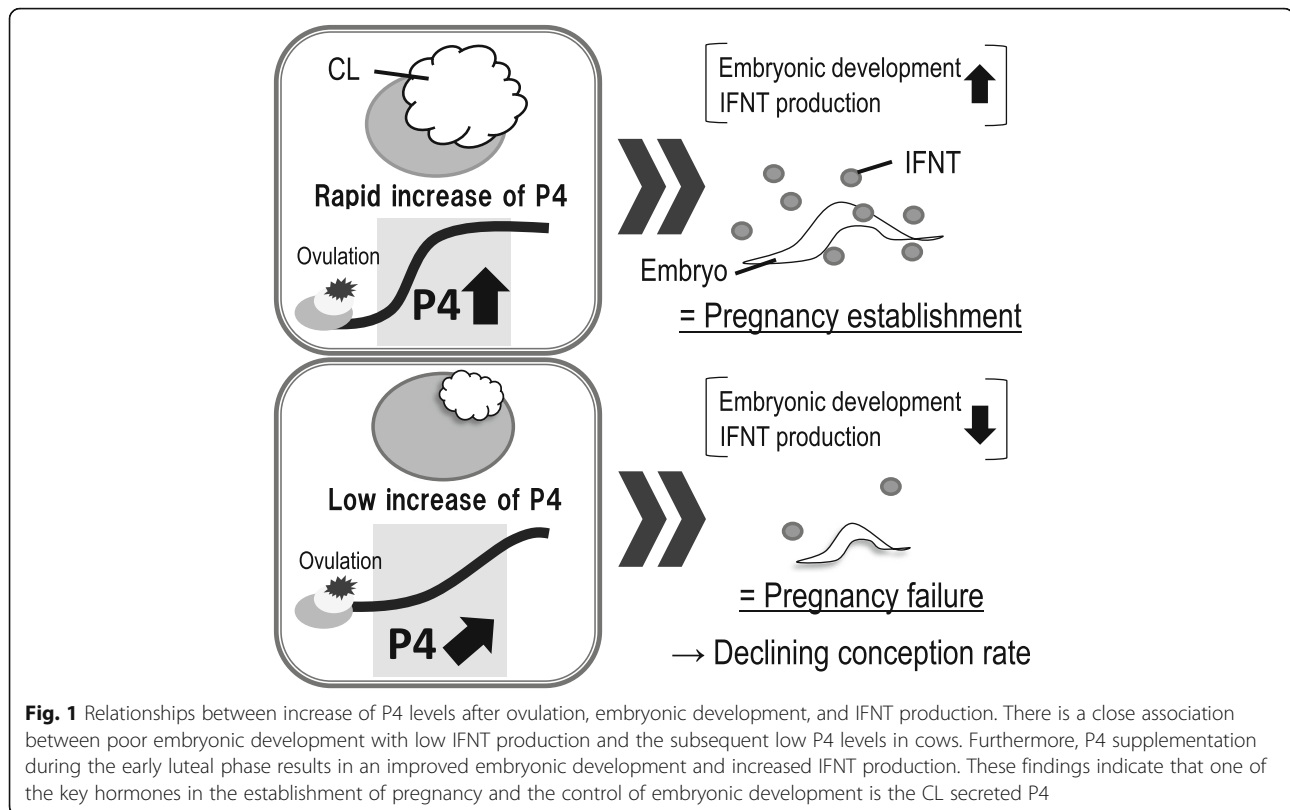 CL
Rapid increase of P4
Ovulation
P4
Embryonic development
IFNT production
IFNT
Embryo
= Pregnancy establishment
Low increase of P4
Ovulation
P4
Embryonic development
IFNT production
= Pregnancy failure
→ Declining conception rate
Fig. 1 Relationships between increase of P4 levels after ovulation, embryonic development, and IFNT production. There is a close association
between poor embryonic development with low IFNT production and the subsequent low P4 levels in cows. Furthermore, P4 supplementation
during the early luteal phase results in an improved embryonic development and increased IFNT production. These findings indicate that one of
the key hormones in the establishment of pregnancy and the control of embryonic development is the CL secreted P4